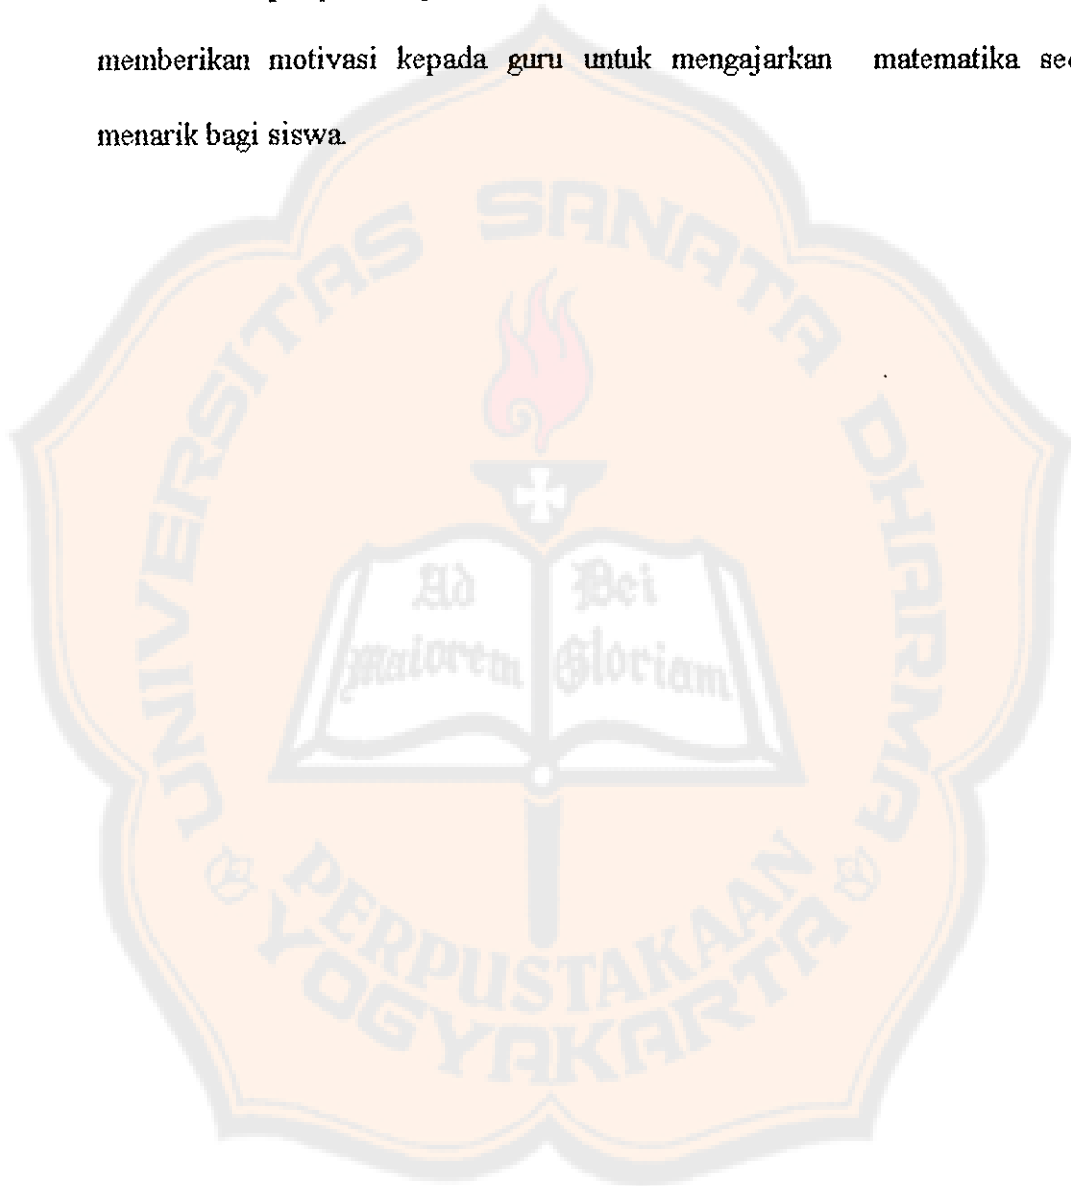 memberikan motivasi kepada guru untuk mengajarkan matematika
menarik bagi siswa.
UNIVERSITAS SANATA DHARMA
Ad Dei
Maiorem Gloriam
PERPUSTAKAAN
YOGYAKARTA